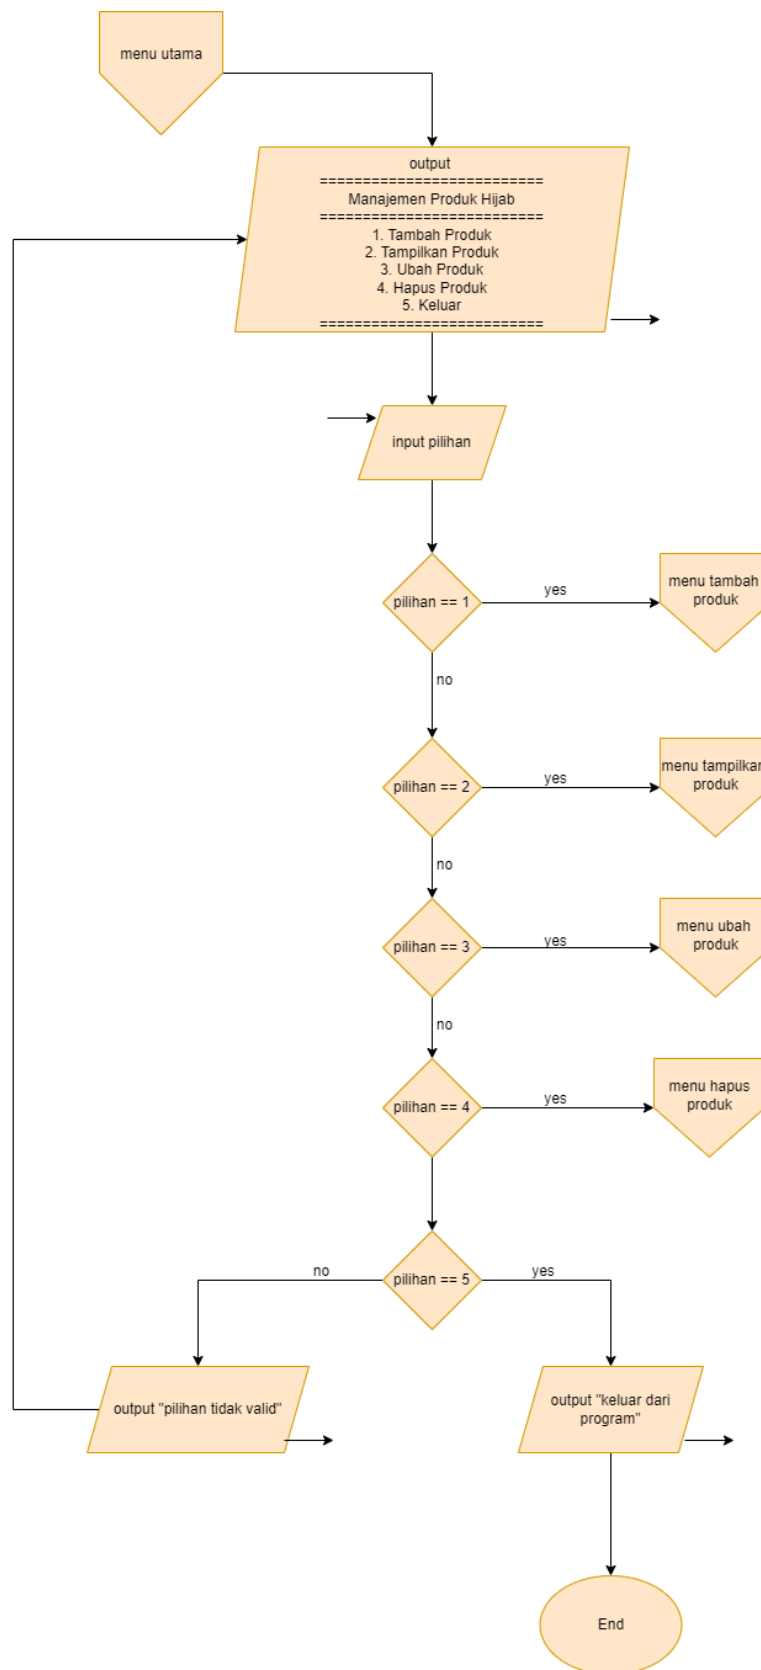 menu utama
output
==========================
Manajemen Produk Hijab
==========================
1. Tambah Produk
2. Tampilkan Produk
3. Ubah Produk
4. Hapus Produk
5. Keluar
==========================
input pilihan
pilihan == 1
yes
menu tambah
produk
no
pilihan == 2
yes
menu tampilkan
produk
no
pilihan == 3
yes
menu ubah
produk
no
pilihan == 4
yes
menu hapus
produk
no
pilihan == 5
yes
output "pilihan tidak valid"
output "keluar dari
program"
End